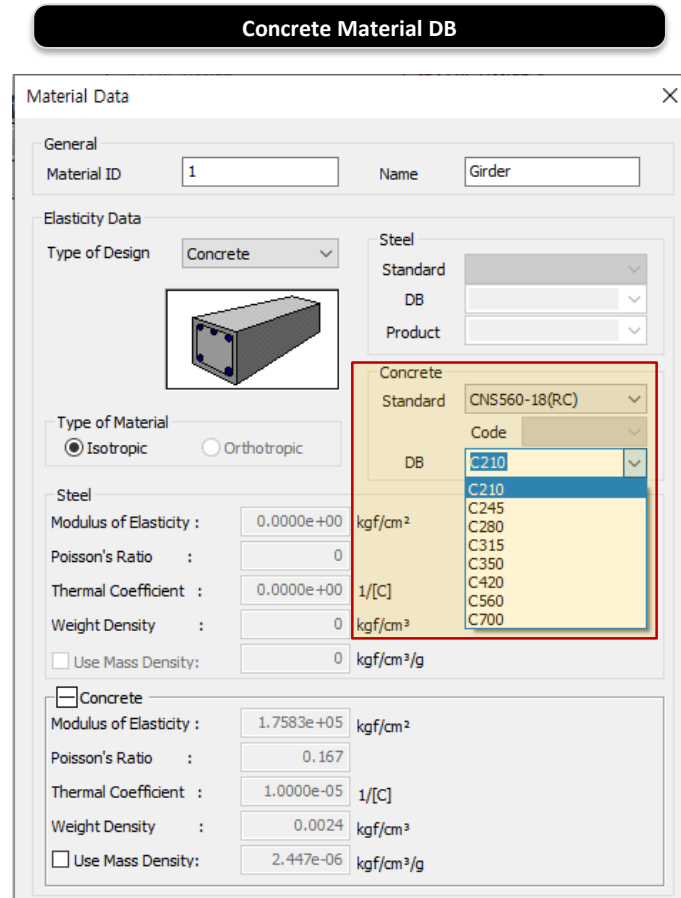 Concrete Material DB
Material Data
General
Material ID 1 Name Girder
Elasticity Data
Type of Design Concrete
Steel
Standard
DB
Product
Concrete
Standard CNS560-18(RC)
Code
DB C210
C210
C245
C280
C315
C350
C420
C560
C700
Type of Material
Isotropic Orthotropic
Steel
Modulus of Elasticity : 0.0000e+00 kgf/cm²
Poisson's Ratio : 0
Thermal Coefficient : 0.0000e+00 1/[C]
Weight Density : 0 kgf/cm³
Use Mass Density: 0 kgf/cm³/g
Concrete
Modulus of Elasticity : 1.7583e+05 kgf/cm²
Poisson's Ratio : 0.167
Thermal Coefficient : 1.0000e-05 1/[C]
Weight Density : 0.0024 kgf/cm³
Use Mass Density: 2.447e-06 kgf/cm³/g